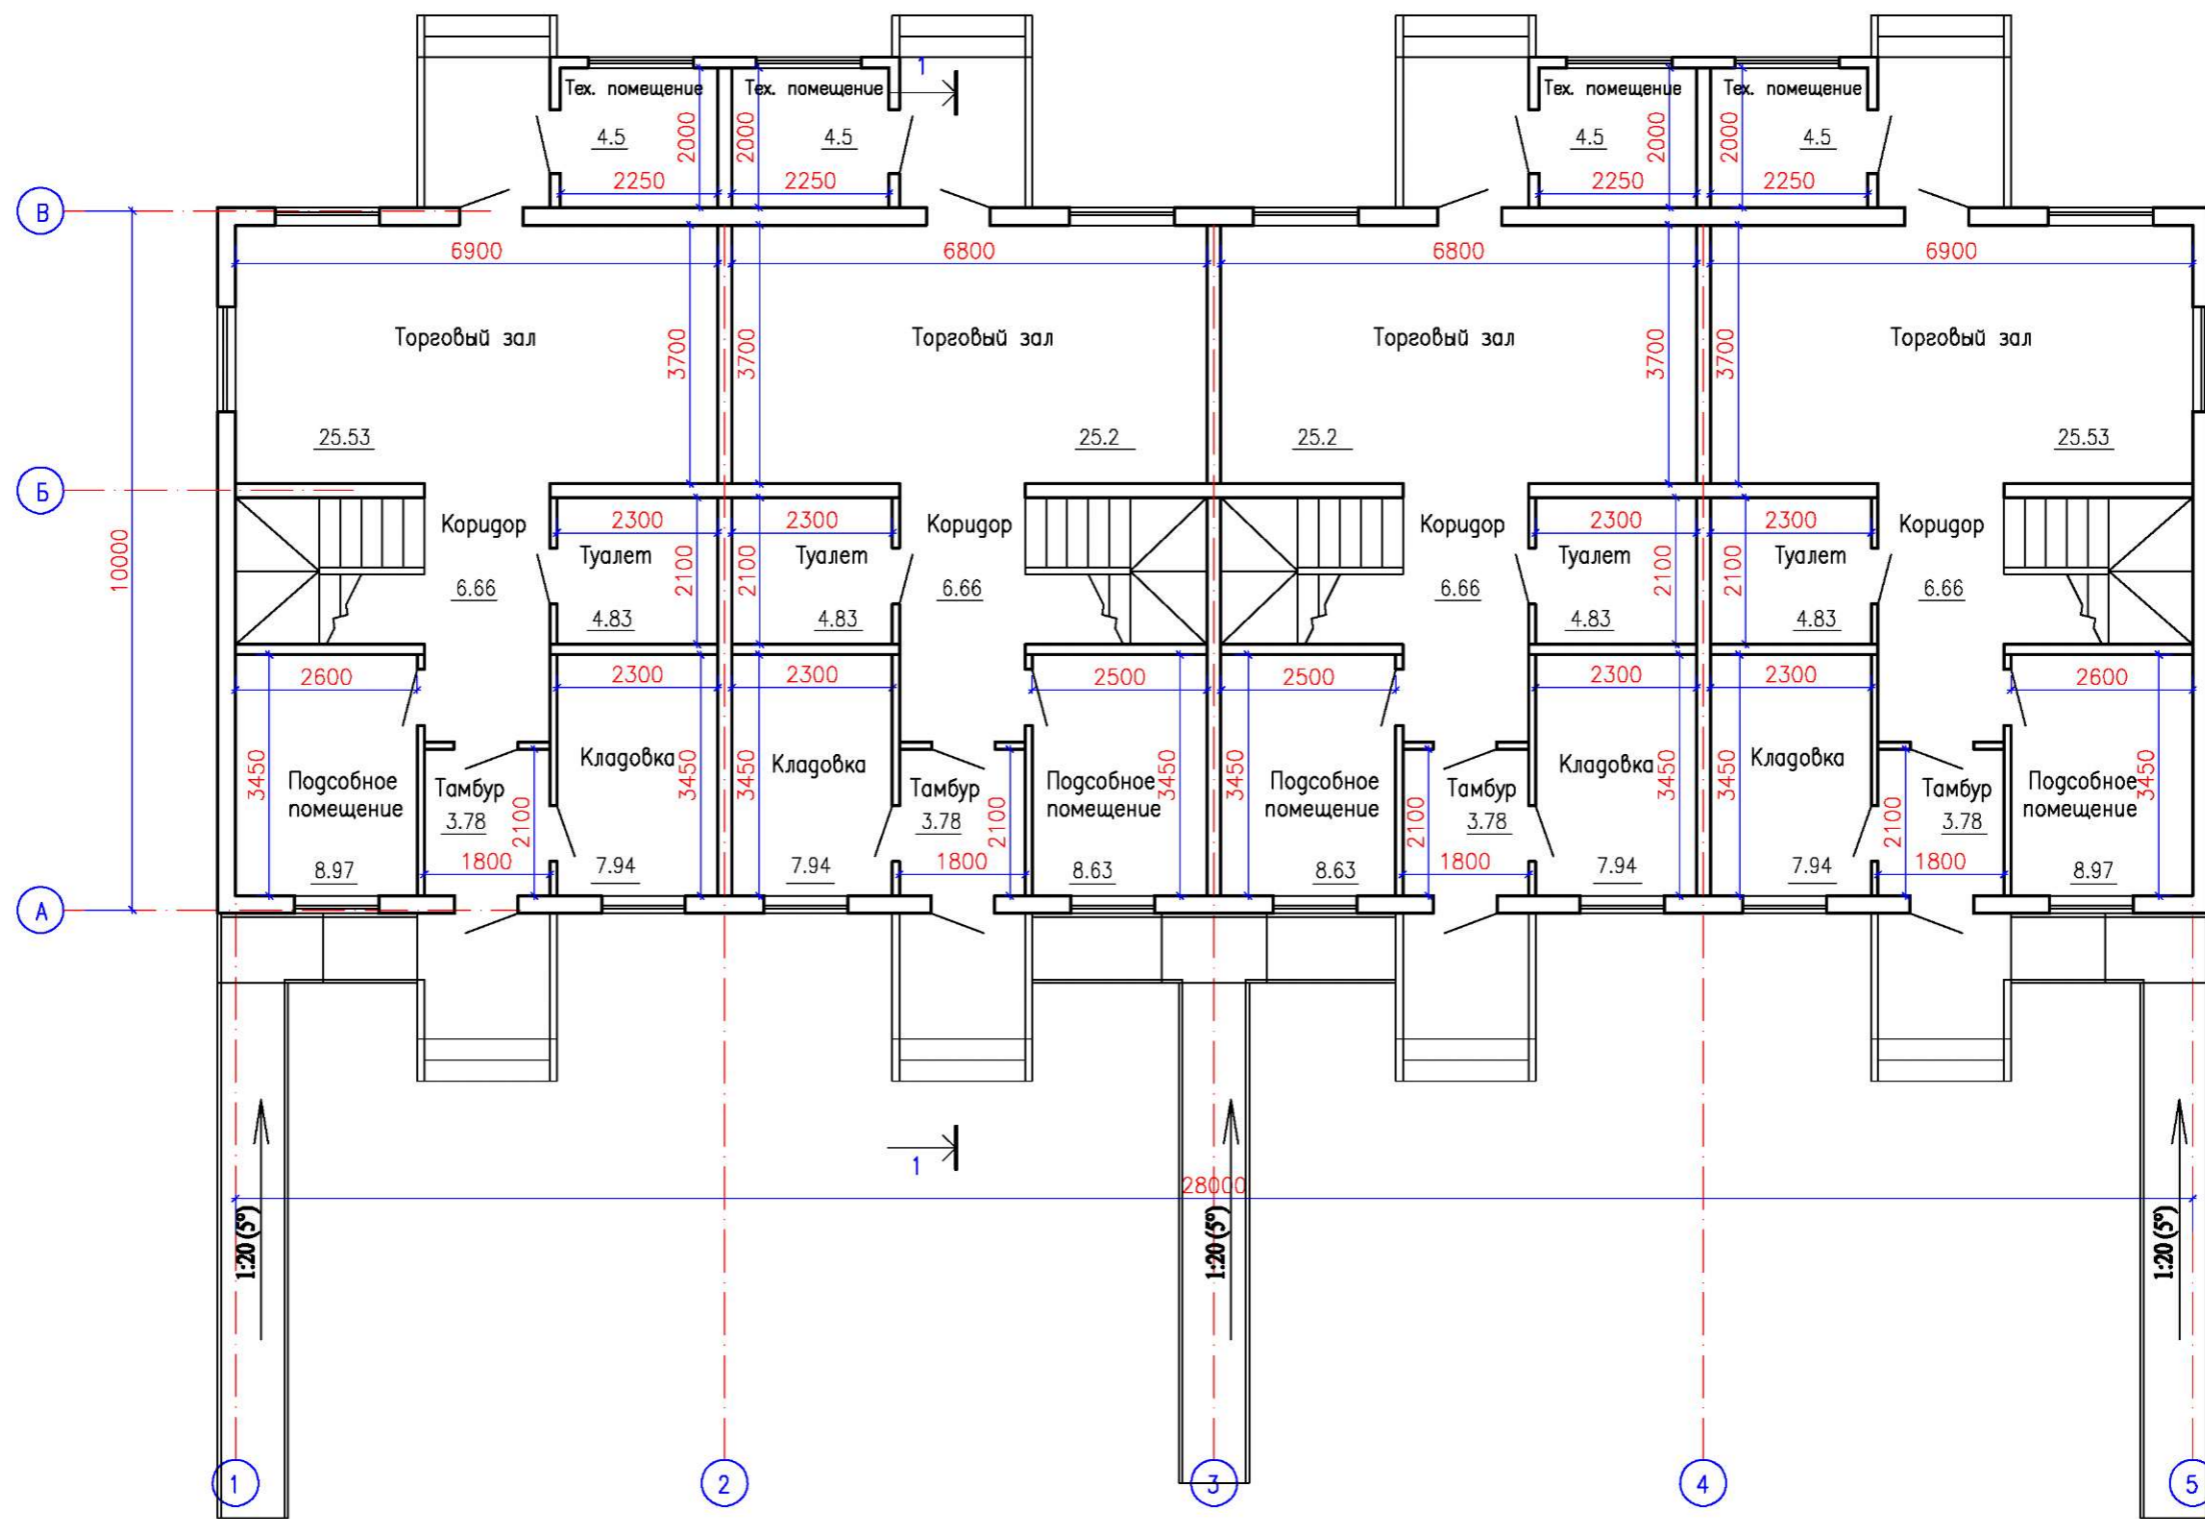 1
Тех. помещение Тех. помещение Тех. помещение Тех. помещение
4.5 2000 2000 4.5 4.5 2000 2000 4.5
2250 2250 2250 2250
В
6900 6800 6800 6900
Торговый зал 3700 3700 Торговый зал Торговый зал 3700 3700 Торговый зал
25.53 25.2 25.2 25.53
Б
10000
Коридор 2300 2300 Коридор Коридор 2300 2300 Коридор
Туалет Туалет Туалет Туалет
2100 2100 2100 2100
6.66 6.66 6.66 6.66
4.83 4.83 4.83 4.83
2600 2300 2300 2500 2500 2300 2300 2600
3450 3450 3450 3450 3450 3450 3450 3450
Кладовка Кладовка Кладовка Кладовка
Подсобное Тамбур Тамбур Подсобное Подсобное Тамбур Тамбур Подсобное
помещение помещение помещение помещение
3.78 2100 3.78 2100 2100 3.78 2100 3.78
8.97 1800 7.94 7.94 1800 8.63 8.63 1800 7.94 7.94 1800 8.97
А
1
28000
1:20 (5°) 1:20 (5°) 1:20 (5°)
1 2 3 4 5